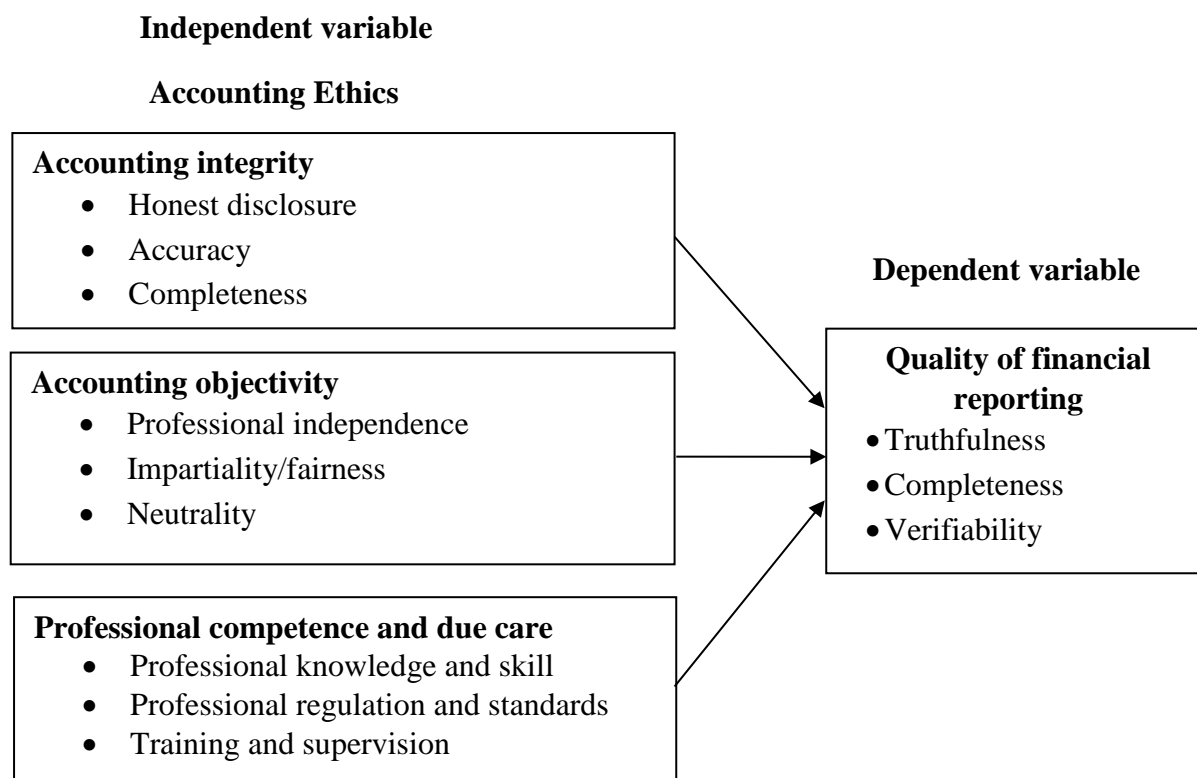 Independent variable
Accounting Ethics
Accounting integrity
• Honest disclosure
• Accuracy
• Completeness
Accounting objectivity
• Professional independence
• Impartiality/fairness
• Neutrality
Professional competence and due care
• Professional knowledge and skill
• Professional regulation and standards
• Training and supervision
Dependent variable
Quality of financial
reporting
• Truthfulness
• Completeness
• Verifiability